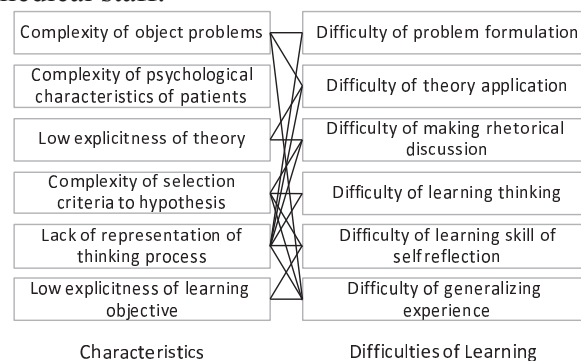 Complexity of object problems
Difficulty of problem formulation
Complexity of psychological
characteristics of patients
Difficulty of theory application
Low explicitness of theory
Difficulty of making rhetorical
discussion
Complexity of selection
criteria to hypothesis
Difficulty of learning thinking
Lack of representation of
thinking process
Difficulty of learning skill of
selfreflection
Low explicitness of learning
objective
Difficulty of generalizing
experience
Characteristics
Difficulties of Learning